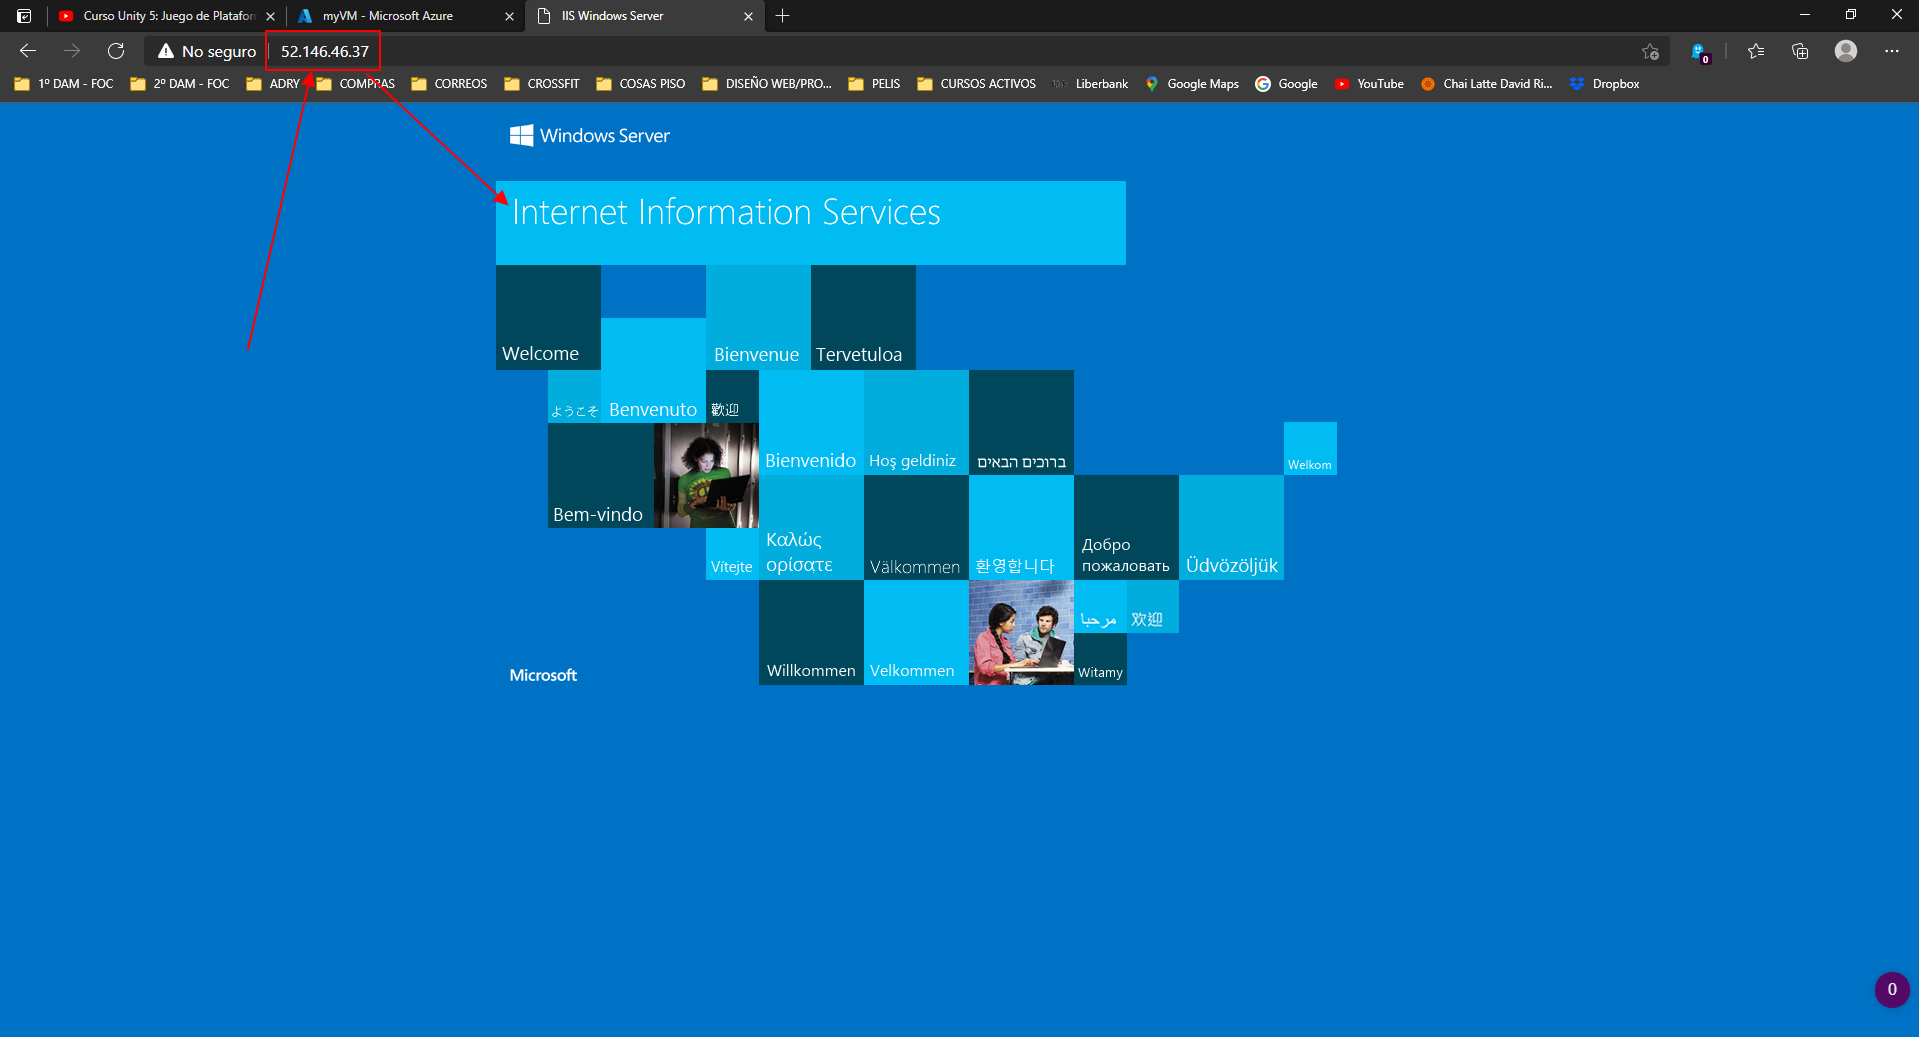 Curso Unity 5: Juego de Platafor
myVM - Microsoft Azure
IIS Windows Server
No seguro
52.146.46.37
0
1º DAM - FOC
2º DAM - FOC
ADRY
COMPRAS
CORREOS
CROSSFIT
COSAS PISO
DISEÑO WEB/PRO...
PELIS
CURSOS ACTIVOS
Liberbank
Google Maps
Google
YouTube
Chai Latte David Ri...
Dropbox
Windows Server
Internet Information Services
Welcome
Bienvenue
Tervetuloa
ようこそ
Benvenuto
歡迎
Bienvenido
Hoş geldiniz
ברוכים הבאים
Welkom
Bem-vindo
Vítejte
Καλώς
ορίσατε
Välkommen
환영합니다
Добро
пожаловать
Üdvözöljük
مرحبا
欢迎
Microsoft
Willkommen
Velkommen
Witamy
0